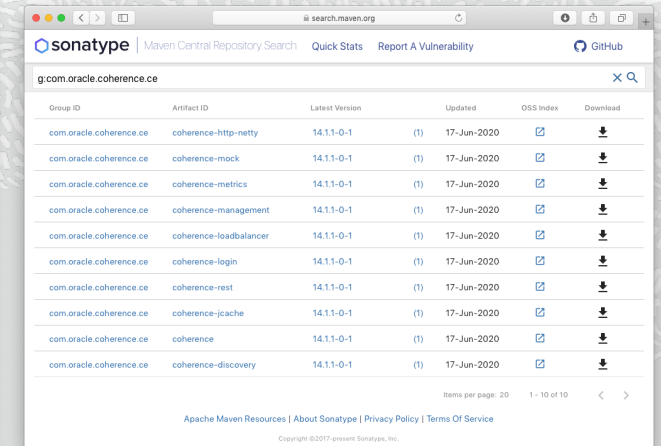 search.maven.org
sonatype Maven Central Repository Search Quick Stats Report A Vulnerability GitHub
g:com.oracle.coherence.ce
Group ID Artifact ID Latest Version Updated OSS Index Download
com.oracle.coherence.ce coherence-http-netty 14.1.1-0-1 (1) 17-Jun-2020
com.oracle.coherence.ce coherence-mock 14.1.1-0-1 (1) 17-Jun-2020
com.oracle.coherence.ce coherence-metrics 14.1.1-0-1 (1) 17-Jun-2020
com.oracle.coherence.ce coherence-management 14.1.1-0-1 (1) 17-Jun-2020
com.oracle.coherence.ce coherence-loadbalancer 14.1.1-0-1 (1) 17-Jun-2020
com.oracle.coherence.ce coherence-login 14.1.1-0-1 (1) 17-Jun-2020
com.oracle.coherence.ce coherence-rest 14.1.1-0-1 (1) 17-Jun-2020
com.oracle.coherence.ce coherence-jcache 14.1.1-0-1 (1) 17-Jun-2020
com.oracle.coherence.ce coherence 14.1.1-0-1 (1) 17-Jun-2020
com.oracle.coherence.ce coherence-discovery 14.1.1-0-1 (1) 17-Jun-2020
Items per page: 20 1 - 10 of 10
Apache Maven Resources | About Sonatype | Privacy Policy | Terms Of Service
Copyright ©2017-present Sonatype, Inc.